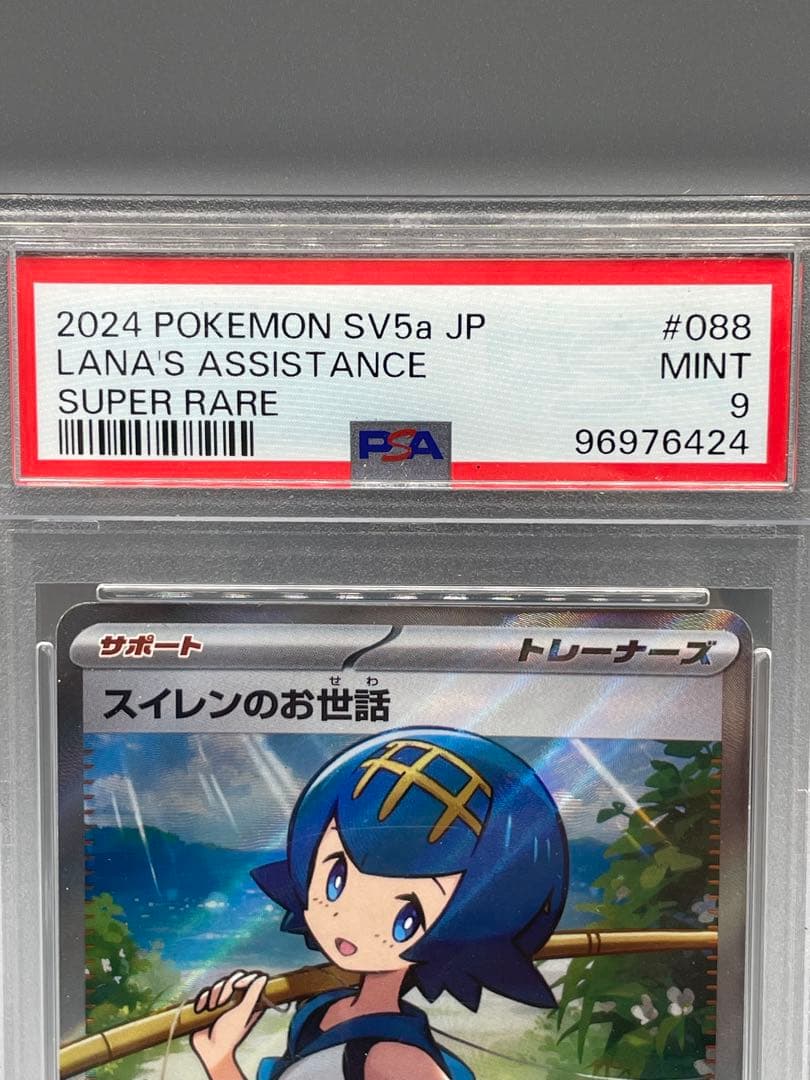 2024 POKEMON SV5a JP #088
LANA'S ASSISTANCE MINT
SUPER RARE 9
PSA 96976424
サポート トレーナーズ
せわ
スイレンのお世話